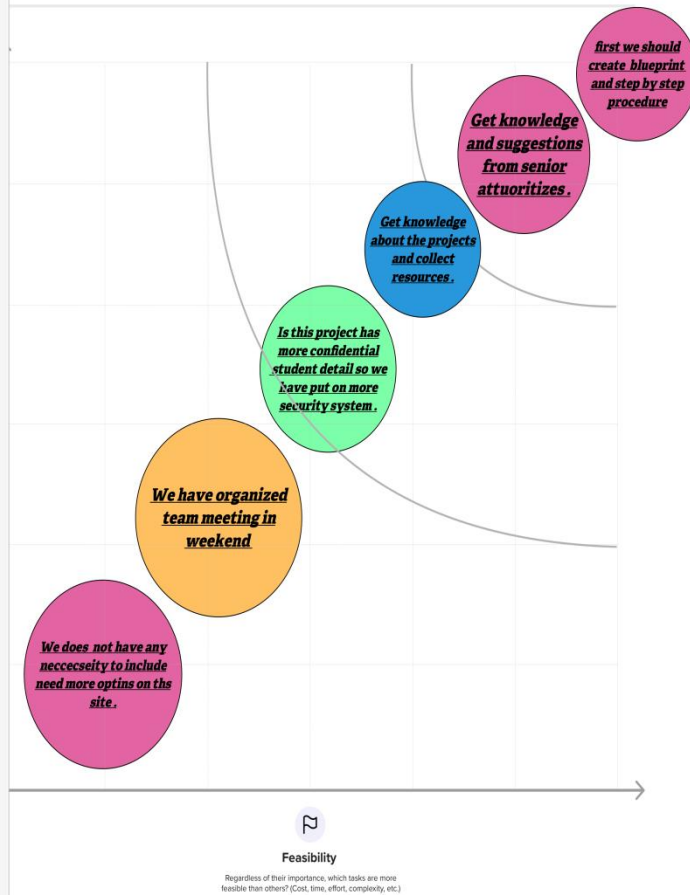 first we should
create blueprint
and step by step
procedure
Get knowledge
and suggestions
from senior
attuoritizes .
Get knowledge
about the projects
and collect
resources .
Is this project has
more confidential
student detail so we
have put on more
security system .
We have organized
team meeting in
weekend
We does not have any
neccecseity to include
need more optins on ths
site .
Feasibility
Regardless of their importance, which tasks are more
feasible than others? (Cost, time, effort, complexity, etc.)